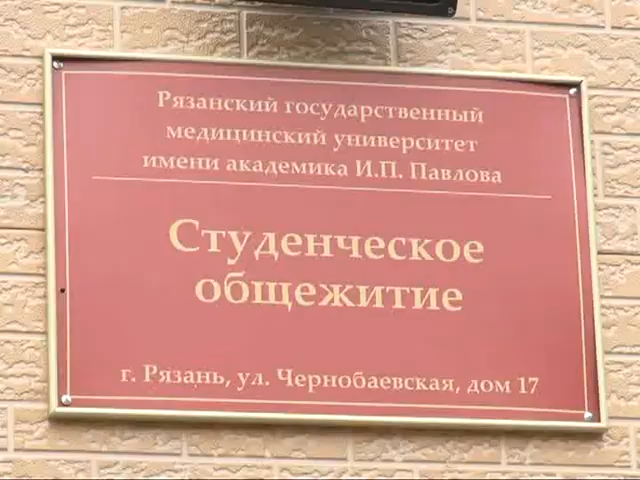 Рязанский государственный
медицинский университет
имени академика И.П. Павлова
Студенческое
общежитие
г. Рязань, ул. Чернобаевская, дом 17